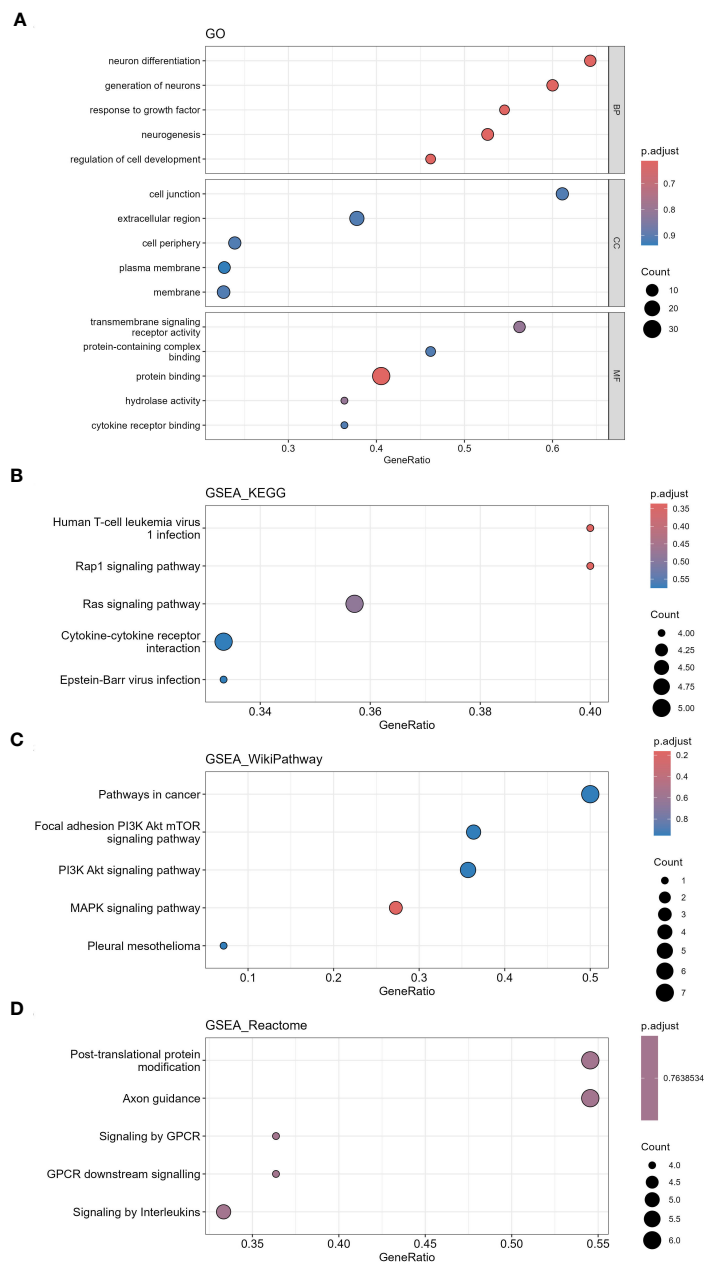 A
GO
neuron differentiation
generation of neurons
response to growth factor
neurogenesis
regulation of cell development
BP
cell junction
extracellular region
cell periphery
plasma membrane
membrane
CC
transmembrane signaling
receptor activity
protein-containing complex
binding
protein binding
hydrolase activity
cytokine receptor binding
MF
0.3 0.4 0.5 0.6
GeneRatio
p.adjust
0.7
0.8
0.9
Count
10
20
30
B
GSEA_KEGG
Human T-cell leukemia virus
1 infection
Rap1 signaling pathway
Ras signaling pathway
Cytokine-cytokine receptor
interaction
Epstein-Barr virus infection
0.34 0.36 0.38 0.40
GeneRatio
p.adjust
0.35
0.40
0.45
0.50
0.55
Count
4.00
4.25
4.50
4.75
5.00
C
GSEA_WikiPathway
Pathways in cancer
Focal adhesion PI3K Akt mTOR
signaling pathway
PI3K Akt signaling pathway
MAPK signaling pathway
Pleural mesothelioma
0.1 0.2 0.3 0.4 0.5
GeneRatio
p.adjust
0.2
0.4
0.6
0.8
Count
1
2
3
4
5
6
7
D
GSEA_Reactome
Post-translational protein
modification
Axon guidance
Signaling by GPCR
GPCR downstream signalling
Signaling by Interleukins
0.35 0.40 0.45 0.50 0.55
GeneRatio
p.adjust
0.7638534
Count
4.0
4.5
5.0
5.5
6.0